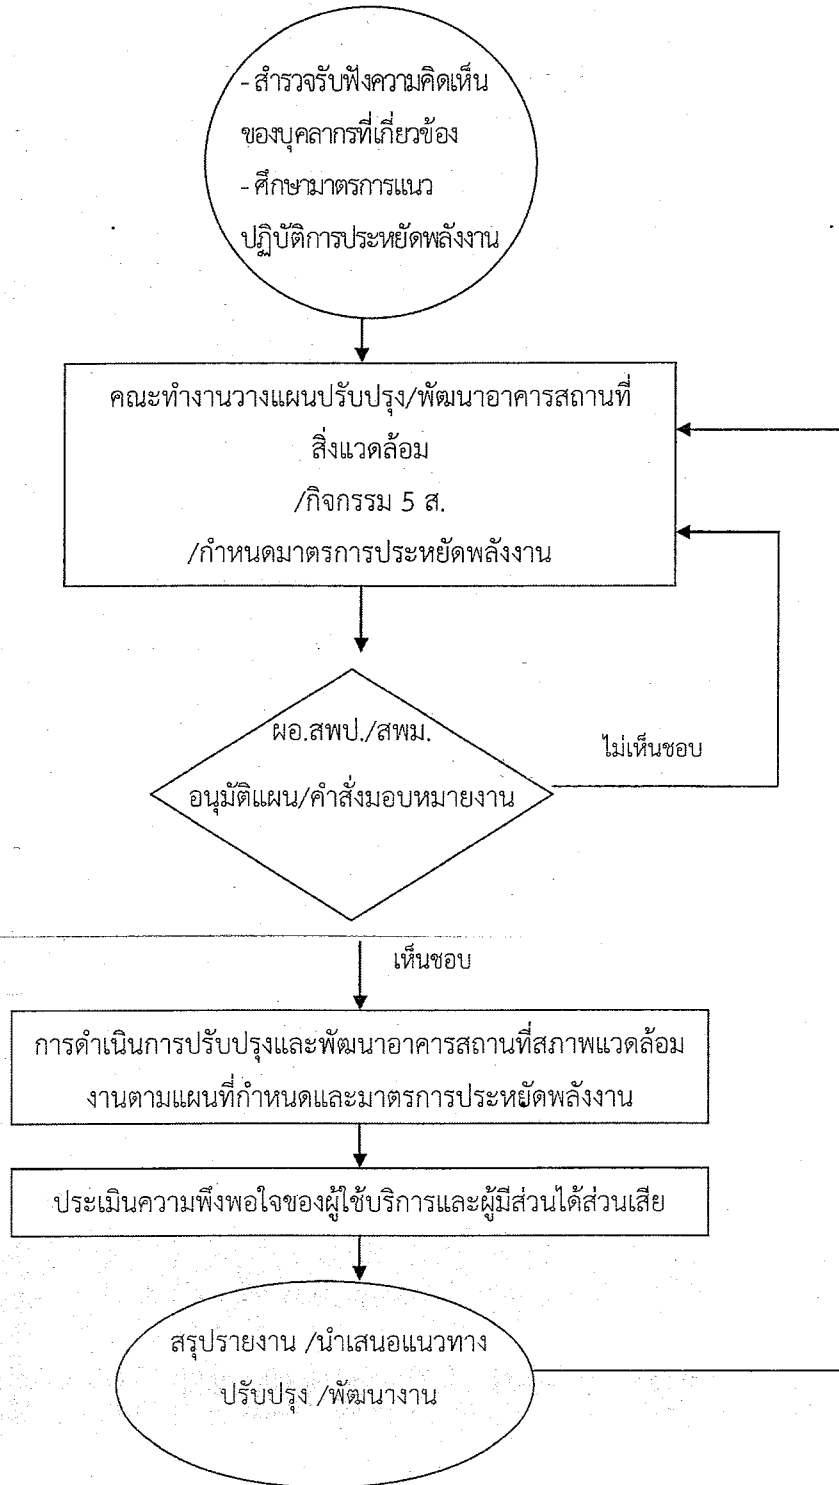 - สำรวจรับฟังความคิดเห็น
ของบุคลากรที่เกี่ยวข้อง
- ศึกษามาตรการแนว
ปฏิบัติการประหยัดพลังงาน
คณะทำงานวางแผนปรับปรุง/พัฒนาอาคารสถานที่
สิ่งแวดล้อม
/กิจกรรม 5 ส.
/กำหนดมาตรการประหยัดพลังงาน
ผอ.สพป./สพม.
อนุมัติแผน/คำสั่งมอบหมายงาน
ไม่เห็นชอบ
เห็นชอบ
การดำเนินการปรับปรุงและพัฒนาอาคารสถานที่สภาพแวดล้อม
งานตามแผนที่กำหนดและมาตรการประหยัดพลังงาน
ประเมินความพึงพอใจของผู้ใช้บริการและผู้มีส่วนได้ส่วนเสีย
สรุปรายงาน /นำเสนอแนวทาง
ปรับปรุง /พัฒนางาน